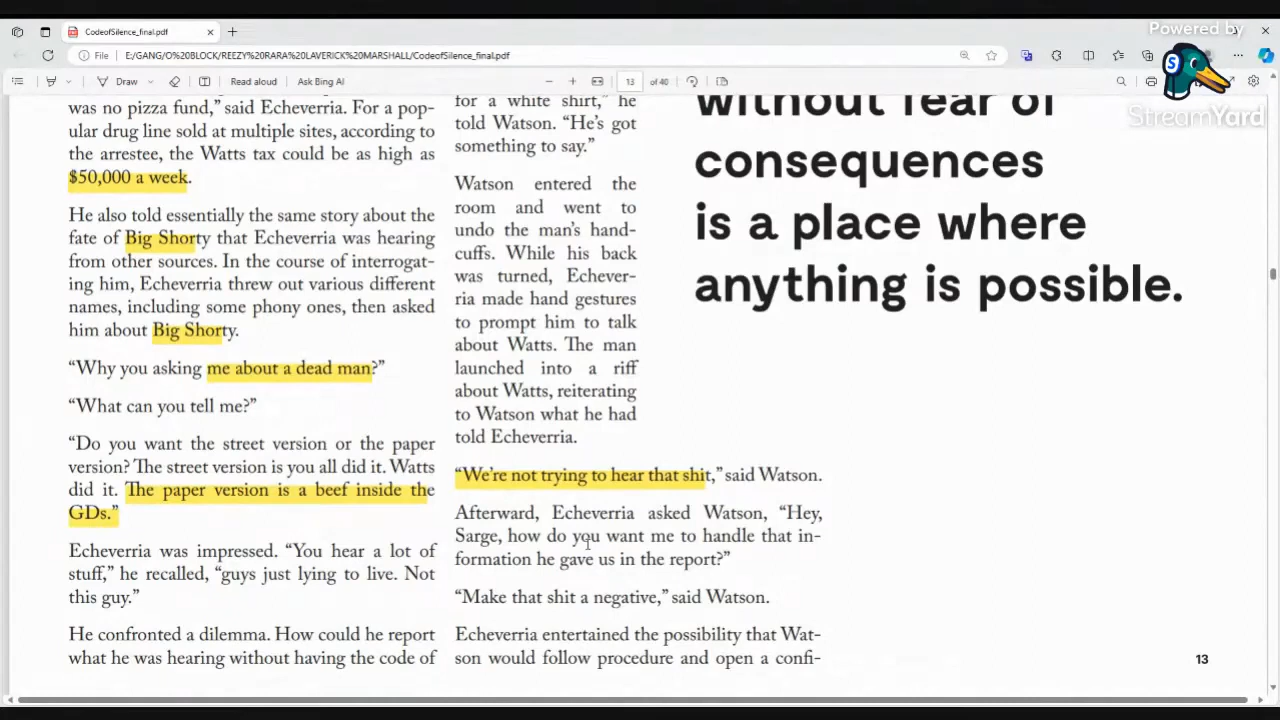 Powered by
StreamYard
CodeofSilence_final.pdf
File
E:/GANG/O%20BLOCK/REEZY%20RARA%20LAVERICK%20MARSHALL/CodeofSilence_final.pdf
Draw
Read aloud
Ask Bing AI
13 of 40
was no pizza fund,” said Echeverria. For a pop-
ular drug line sold at multiple sites, according to
the arrestee, the Watts tax could be as high as
$50,000 a week.
He also told essentially the same story about the
fate of Big Shorty that Echeverria was hearing
from other sources. In the course of interrogat-
ing him, Echeverria threw out various different
names, including some phony ones, then asked
him about Big Shorty.
“Why you asking me about a dead man?”
“What can you tell me?”
“Do you want the street version or the paper
version? The street version is you all did it. Watts
did it. The paper version is a beef inside the
GDs.”
Echeverria was impressed. “You hear a lot of
stuff,” he recalled, “guys just lying to live. Not
this guy.”
He confronted a dilemma. How could he report
what he was hearing without having the code of
for a white shirt,” he
told Watson. “He’s got
something to say.”
Watson entered the
room and went to
undo the man’s hand-
cuffs. While his back
was turned, Echever-
ria made hand gestures
to prompt him to talk
about Watts. The man
launched into a riff
about Watts, reiterating
to Watson what he had
told Echeverria.
“We’re not trying to hear that shit,” said Watson.
Afterward, Echeverria asked Watson, “Hey,
Sarge, how do you want me to handle that in-
formation he gave us in the report?”
“Make that shit a negative,” said Watson.
Echeverria entertained the possibility that Wat-
son would follow procedure and open a confi-
without fear of
consequences
is a place where
anything is possible.
13